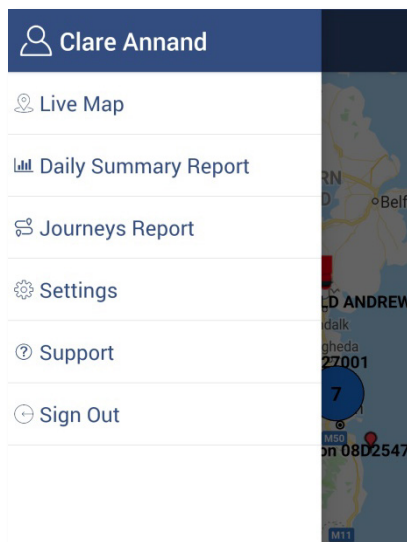 Clare Annand
Live Map
Daily Summary Report
Journeys Report
Settings
Support
Sign Out
RN
D
Belf
LD ANDREW
dalk
gheda
27001
7
M50
on 08D2547
M11